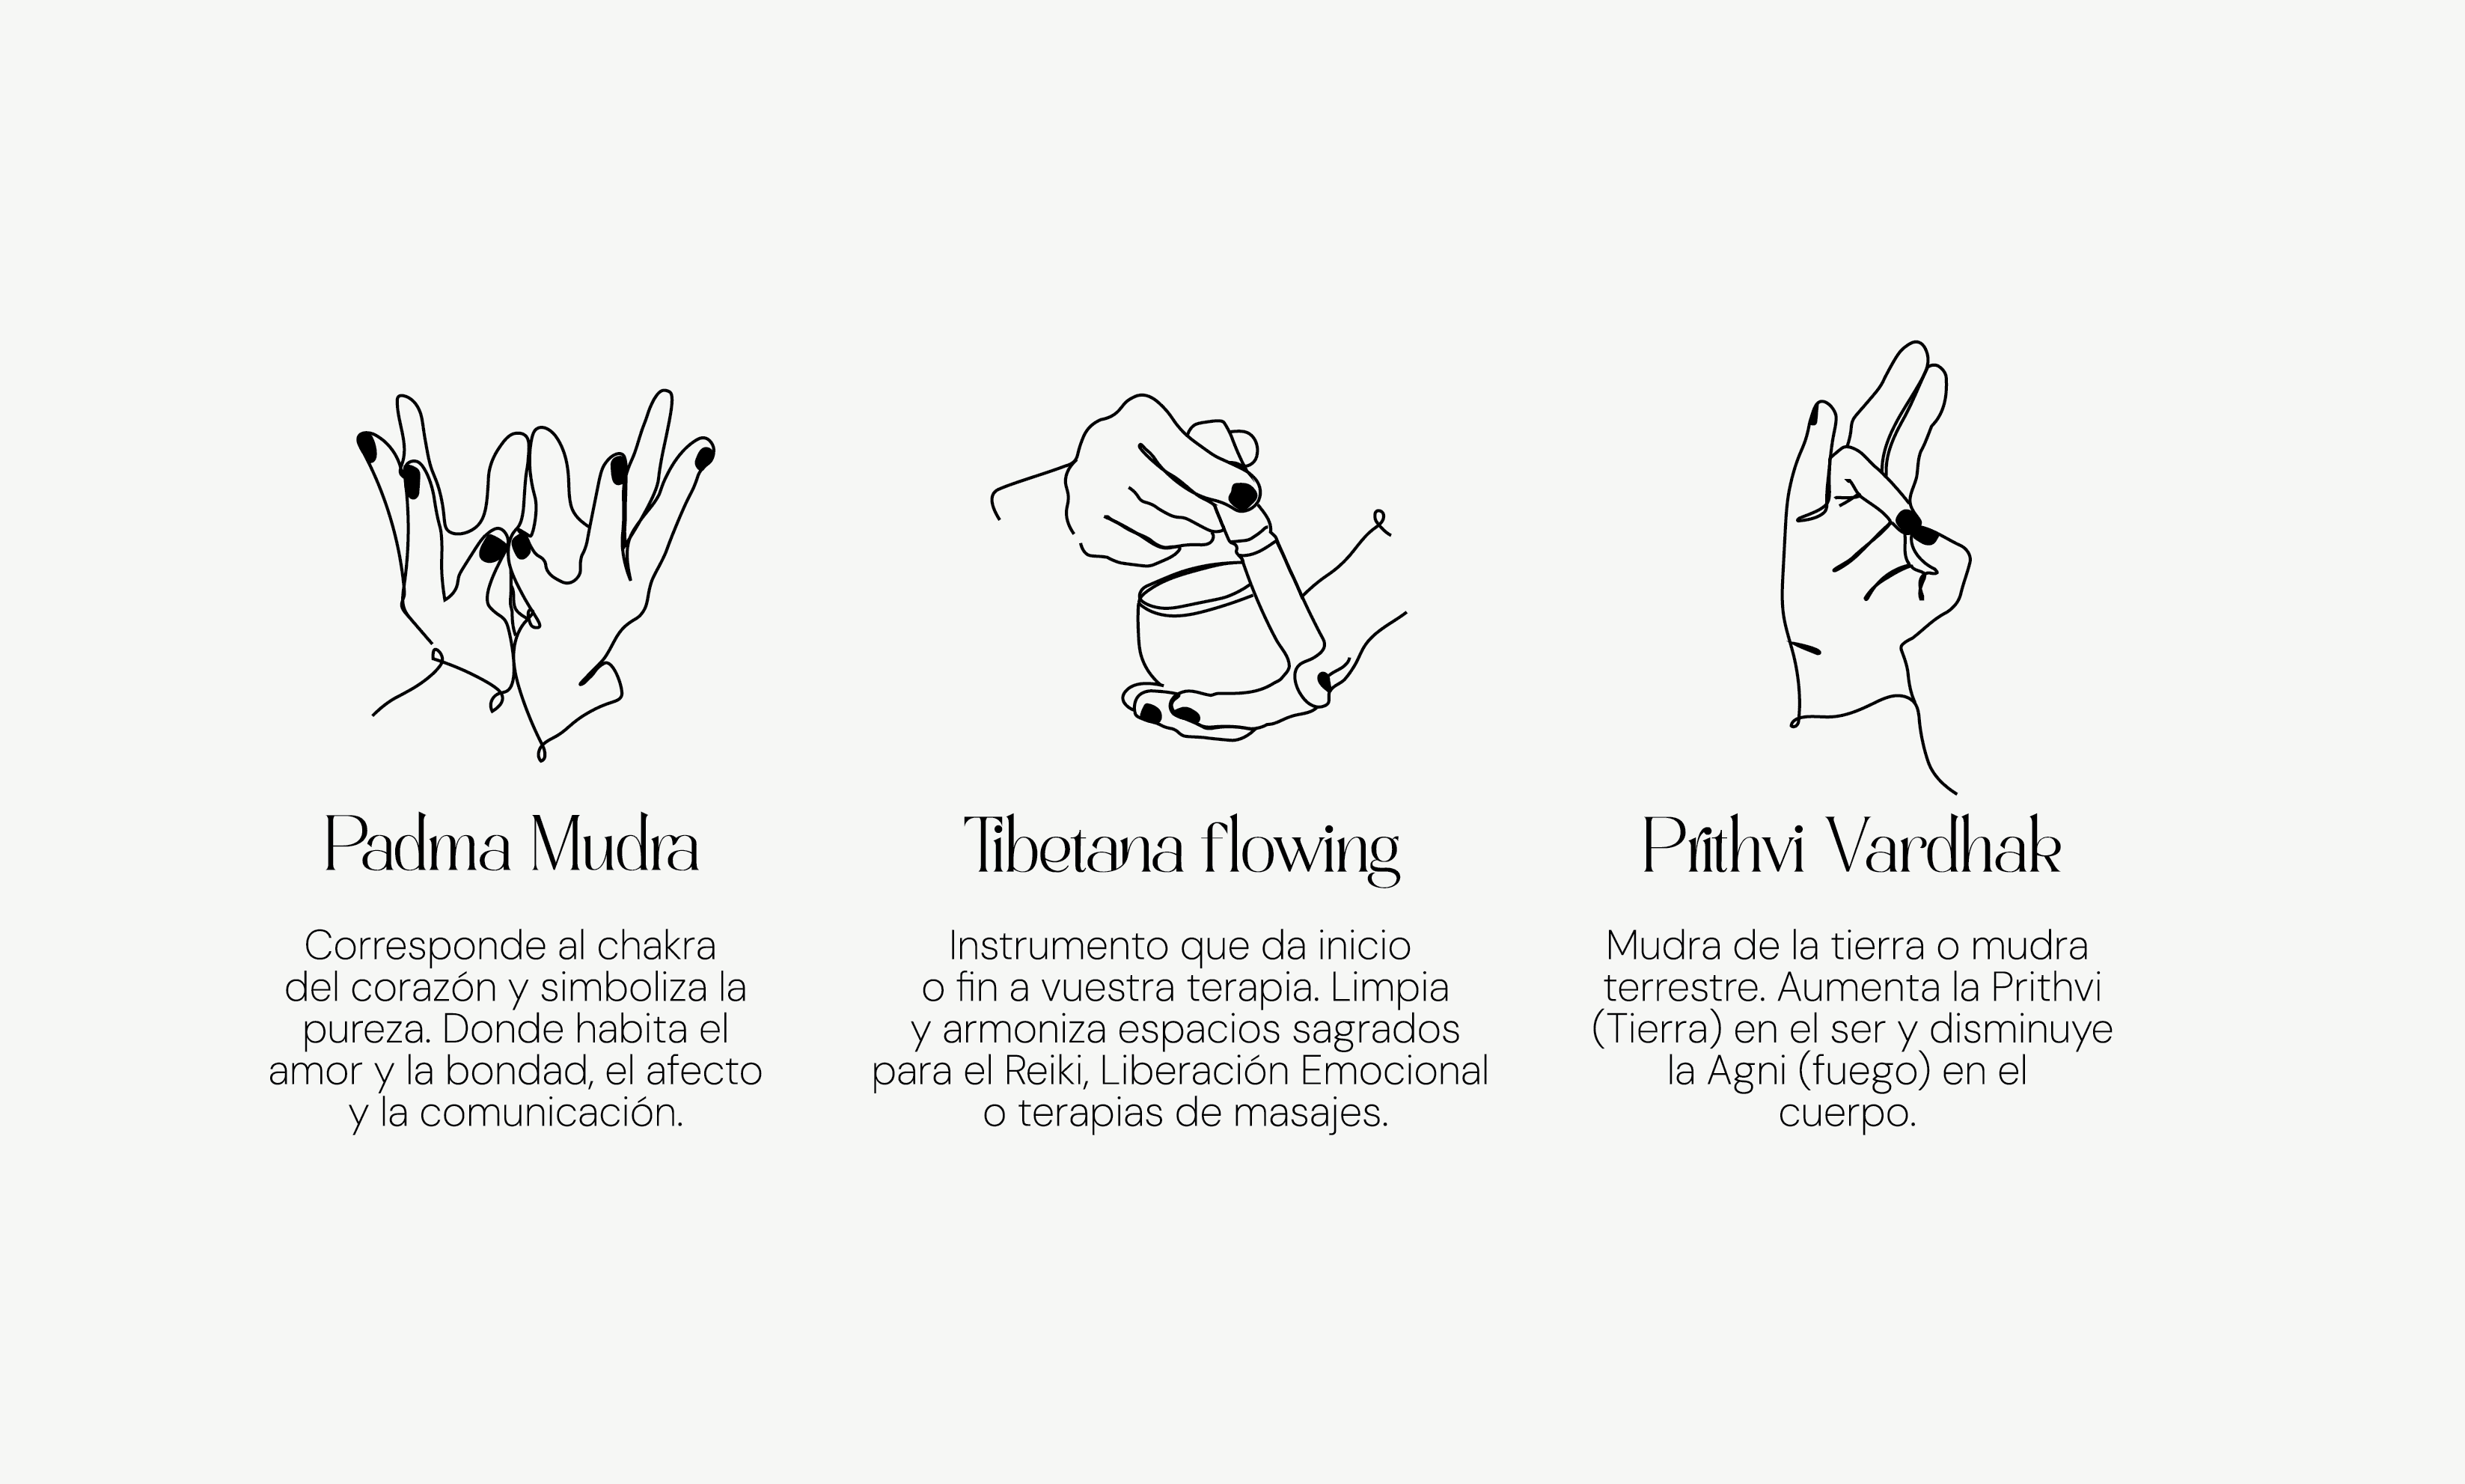 Padma Mudra
Corresponde al chakra
del corazón y simboliza la
pureza. Donde habita el
amor y la bondad, el afecto
y la comunicación.
Tibetana flowing
Instrumento que da inicio
o fin a vuestra terapia. Limpia
y armoniza espacios sagrados
para el Reiki, Liberación Emocional
o terapias de masajes.
Prithvi Vardhak
Mudra de la tierra o mudra
terrestre. Aumenta la Prithvi
(Tierra) en el ser y disminuye
la Agni (fuego) en el
cuerpo.